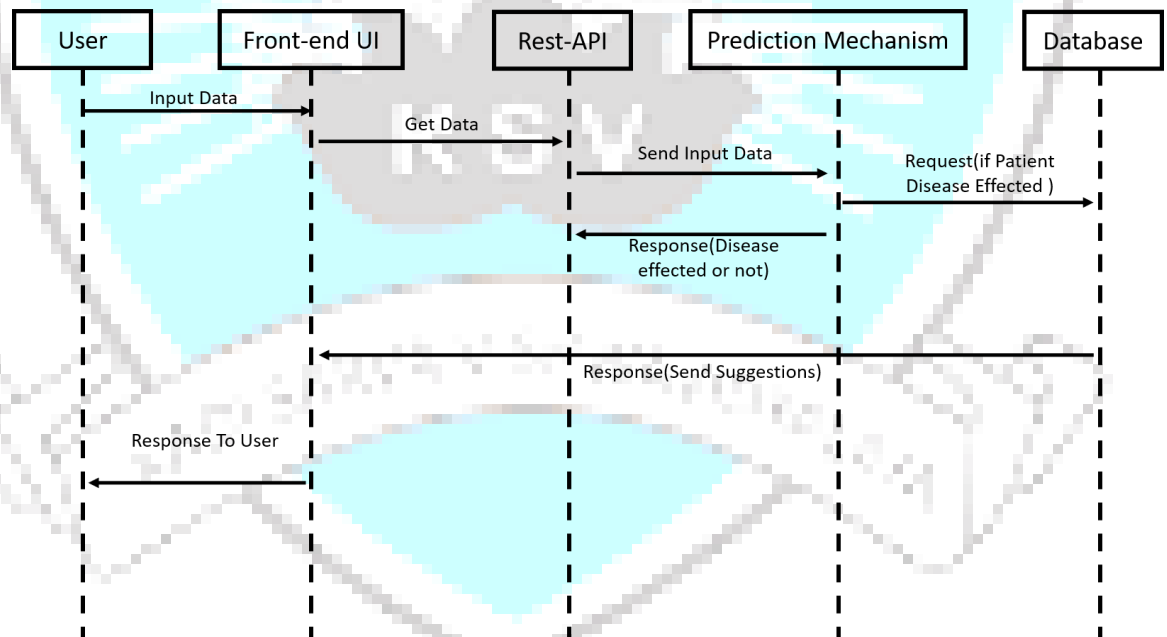 User
Front-end UI
Rest-API
Prediction Mechanism
Database
Input Data
Get Data
Send Input Data
Request(if Patient
Disease Effected )
Response(Disease
effected or not)
Response(Send Suggestions)
Response To User
KSV